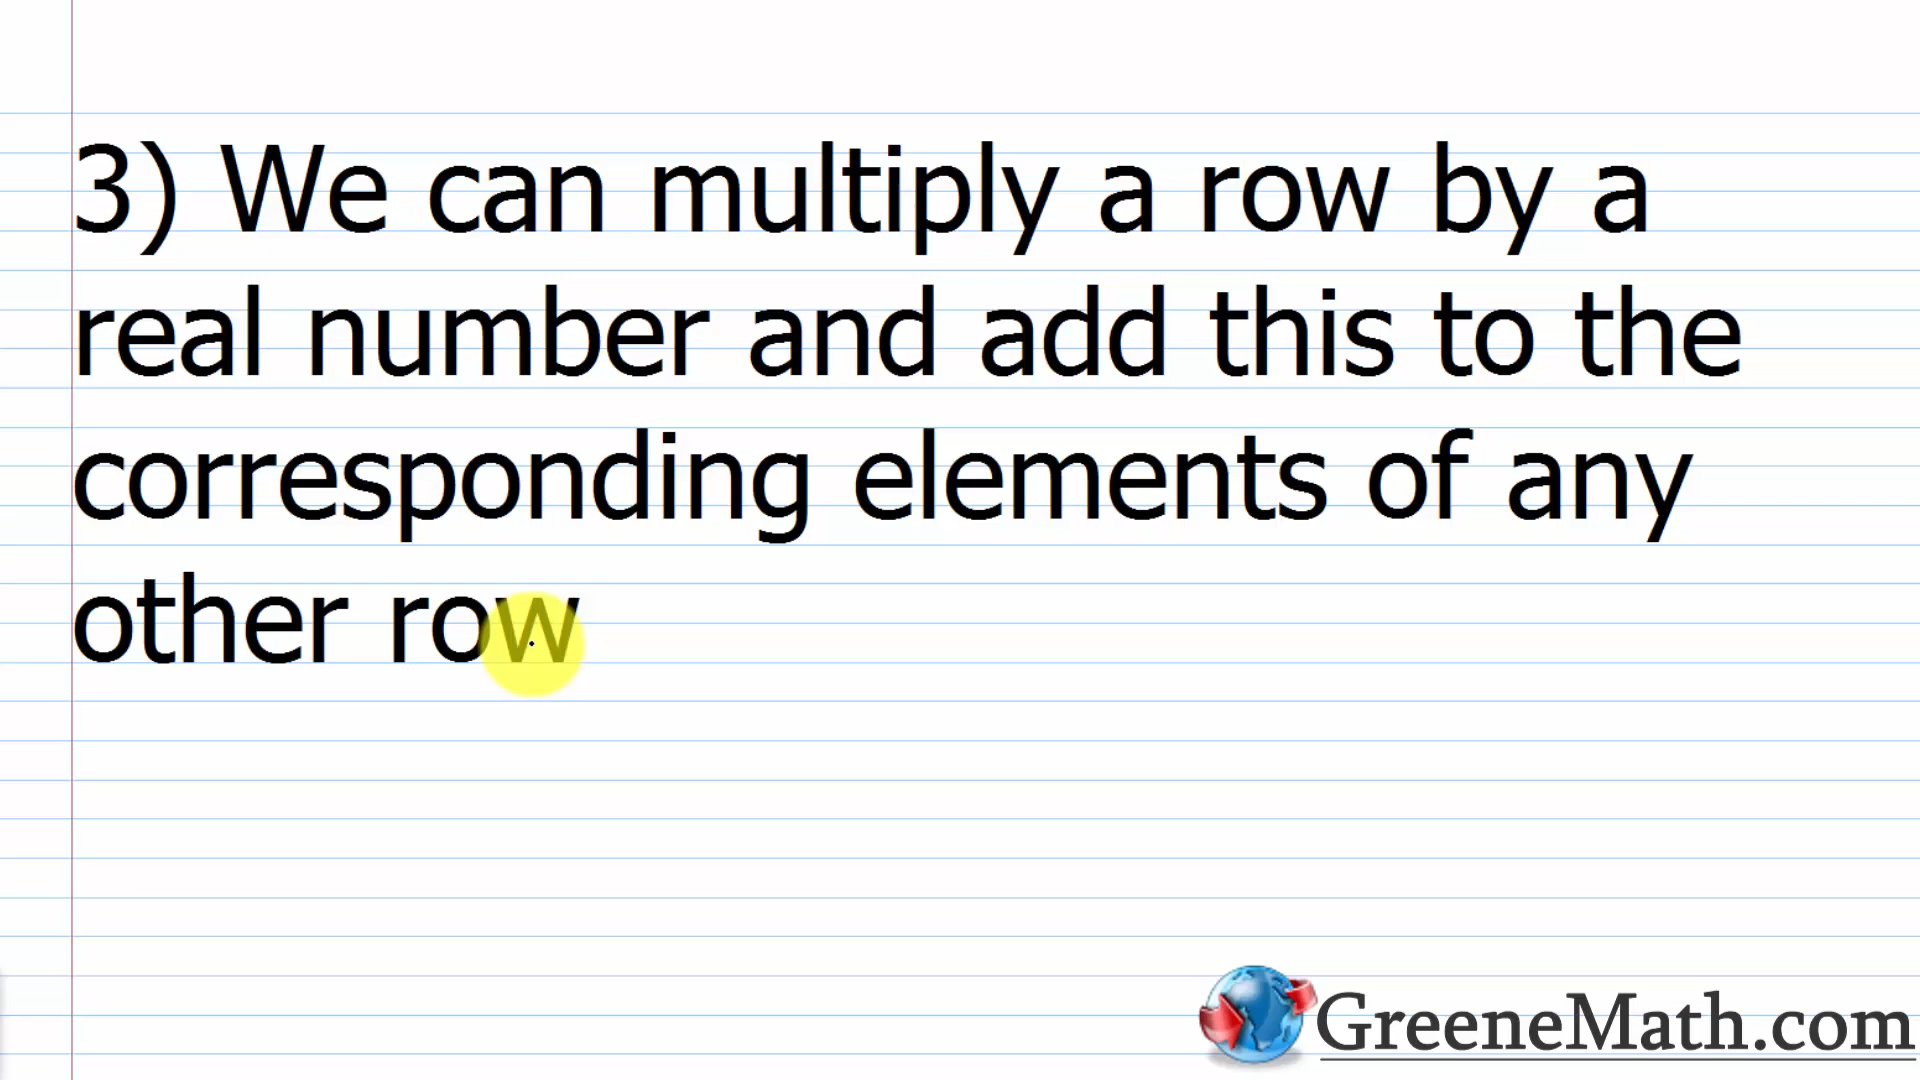 3) We can multiply a row by a
real number and add this to the
corresponding elements of any
other row
GreeneMath.com